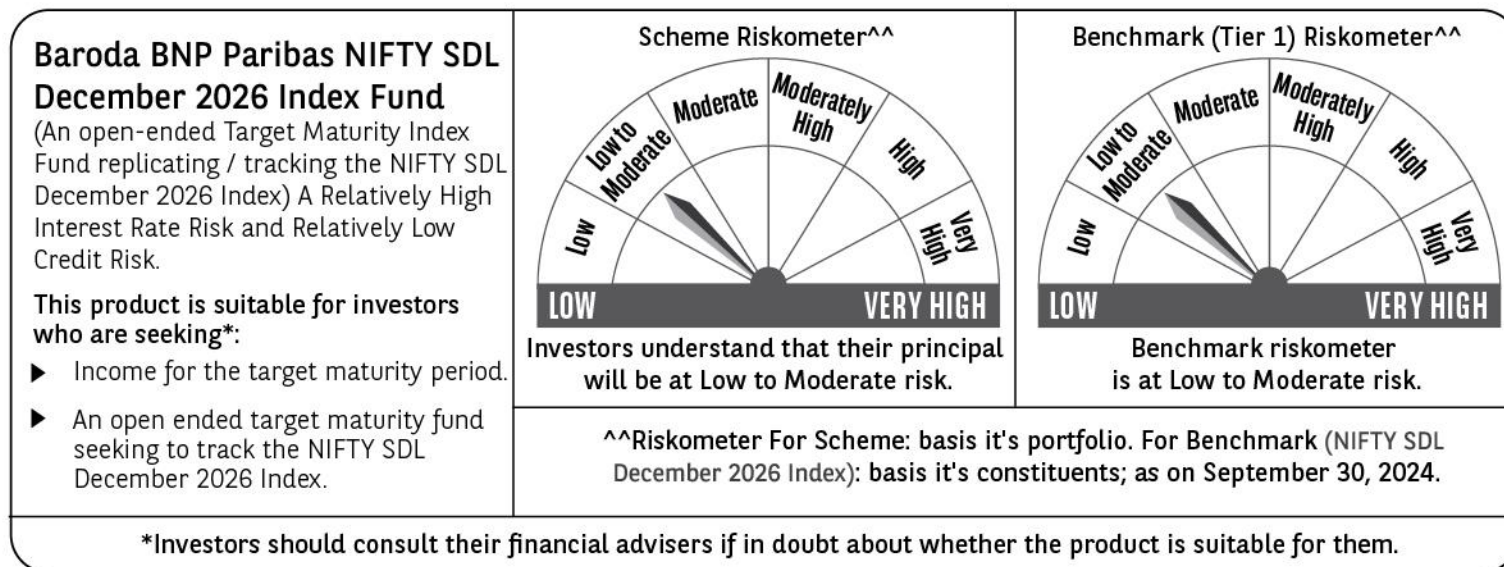 Baroda BNP Paribas NIFTY SDL
December 2026 Index Fund
(An open-ended Target Maturity Index
Fund replicating / tracking the NIFTY SDL
December 2026 Index) A Relatively High
Interest Rate Risk and Relatively Low
Credit Risk.
This product is suitable for investors
who are seeking*:
▶ Income for the target maturity period.
▶ An open ended target maturity fund
seeking to track the NIFTY SDL
December 2026 Index.
Scheme Riskometer^^
Low
Low to
Moderate
Moderate
Moderately
High
High
Very
High
LOW VERY HIGH
Investors understand that their principal
will be at Low to Moderate risk.
Benchmark (Tier 1) Riskometer^^
Low
Low to
Moderate
Moderate
Moderately
High
High
Very
High
LOW VERY HIGH
Benchmark riskometer
is at Low to Moderate risk.
^^Riskometer For Scheme: basis it's portfolio. For Benchmark (NIFTY SDL
December 2026 Index): basis it's constituents; as on September 30, 2024.
*Investors should consult their financial advisers if in doubt about whether the product is suitable for them.